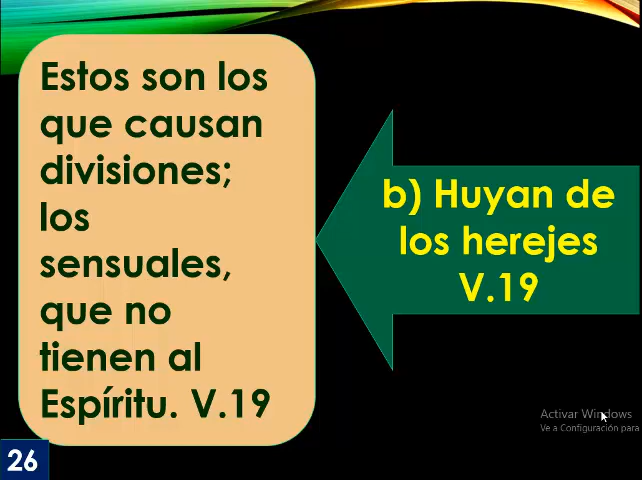 Estos son los
que causan
divisiones;
los
sensuales,
que no
tienen al
Espíritu. V.19
b) Huyan de
los herejes
V.19
Activar Windows
Ve a Configuración para
26